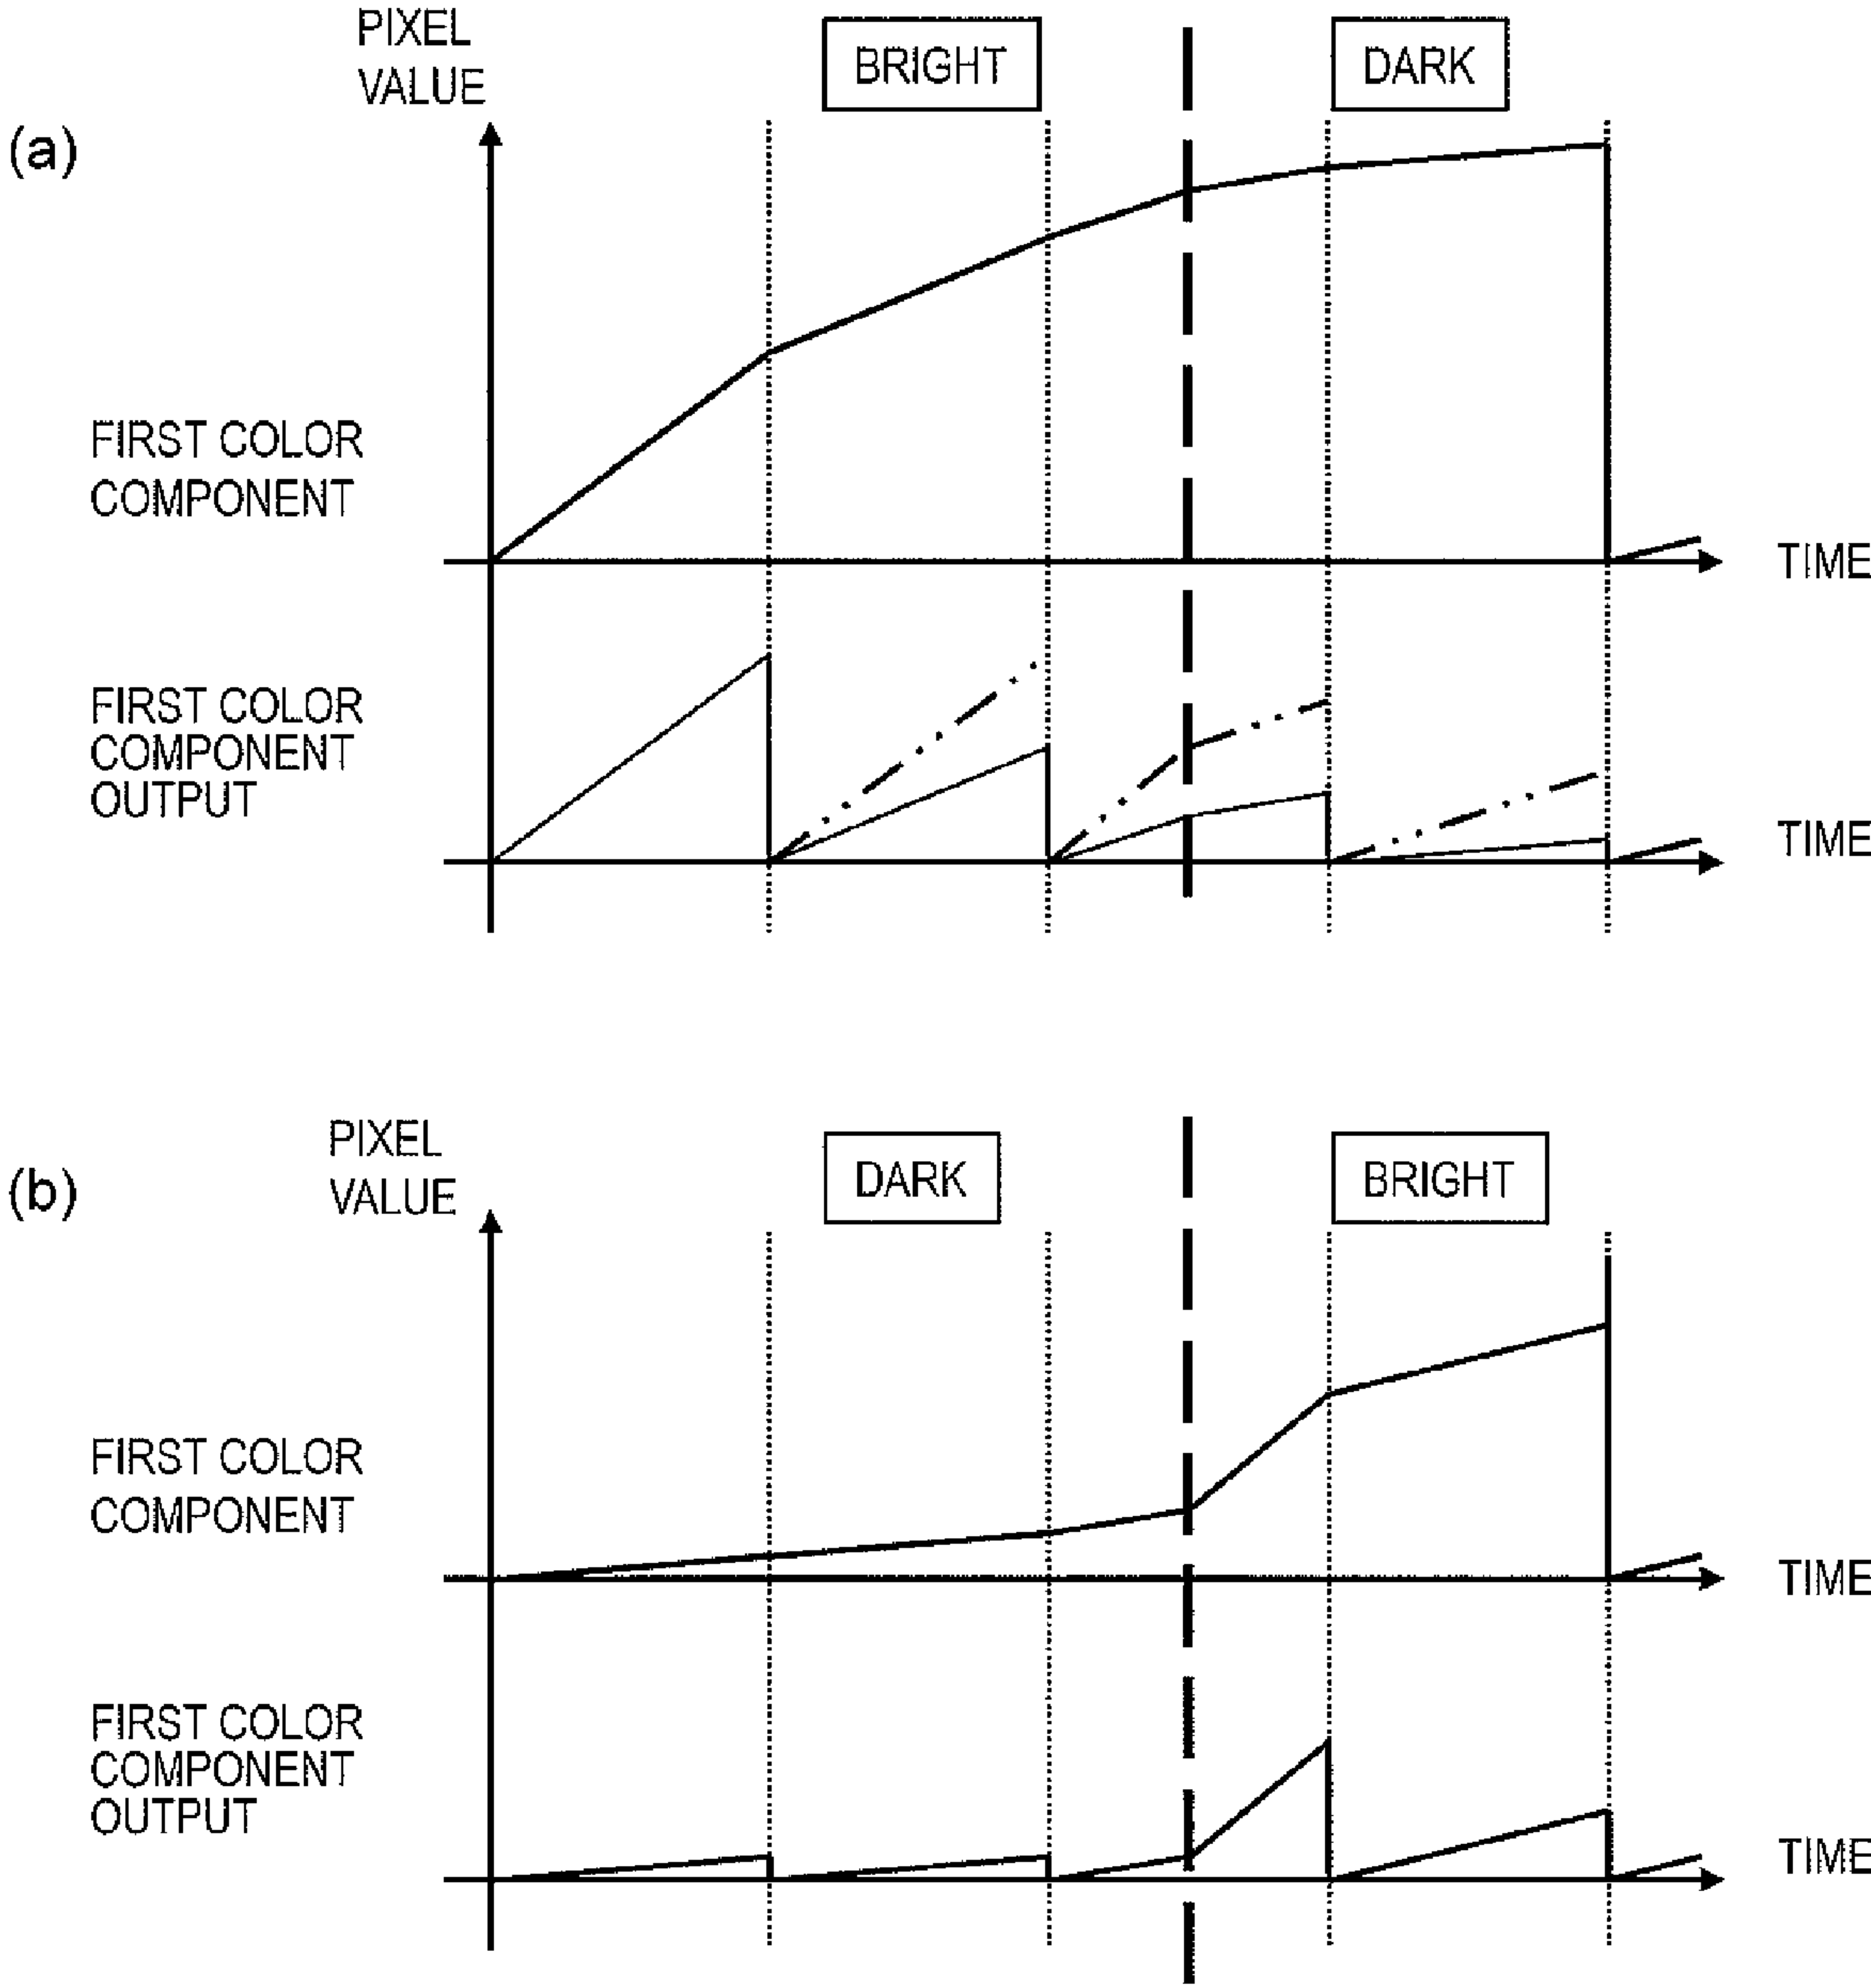 PIXEL
VALUE
BRIGHT
DARK
(a)
FIRST COLOR
COMPONENT
TIME
FIRST COLOR
COMPONENT
OUTPUT
TIME
PIXEL
VALUE
DARK
BRIGHT
(b)
FIRST COLOR
COMPONENT
TIME
FIRST COLOR
COMPONENT
OUTPUT
TIME